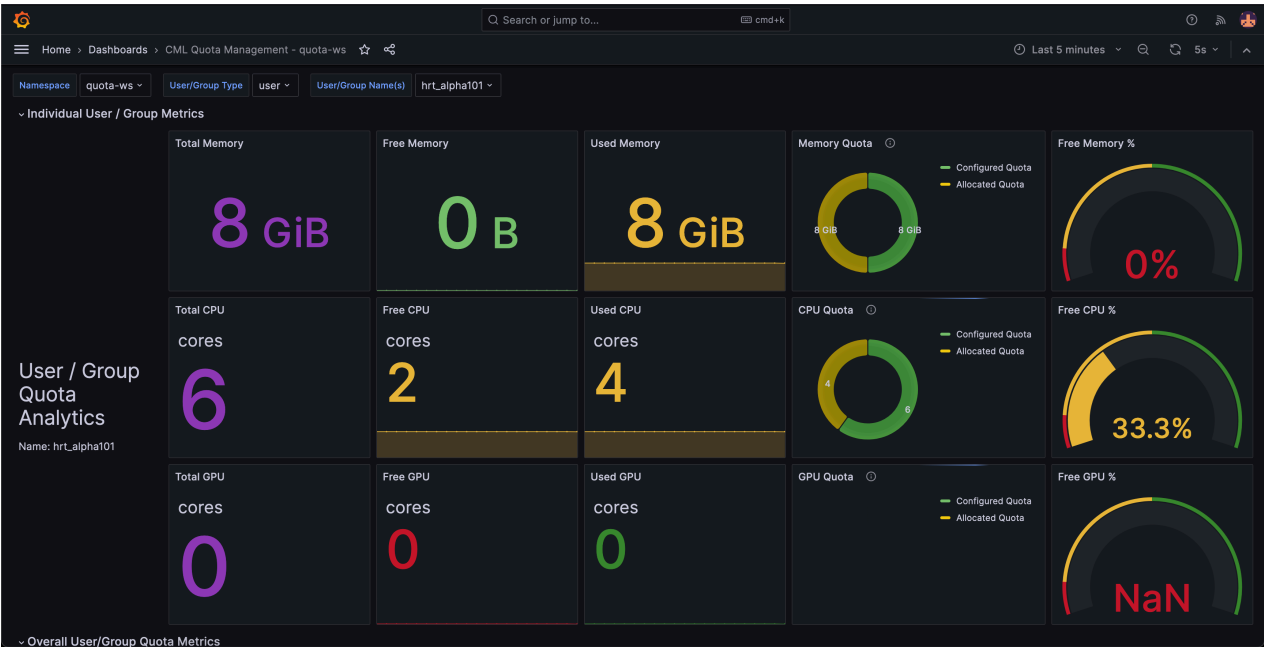 Search or jump to...
cmd+k
Home › Dashboards › CML Quota Management - quota-ws
Last 5 minutes
5s
Namespace
quota-ws
User/Group Type
user
User/Group Name(s)
hrt_alpha101
Individual User / Group Metrics
User / Group
Quota
Analytics
Name: hrt_alpha101
Total Memory
8 GiB
Free Memory
0 B
Used Memory
8 GiB
Memory Quota
Configured Quota
Allocated Quota
8 GiB
8 GiB
Free Memory %
0%
Total CPU
cores
6
Free CPU
cores
2
Used CPU
cores
4
CPU Quota
Configured Quota
Allocated Quota
4
6
Free CPU %
33.3%
Total GPU
cores
0
Free GPU
cores
0
Used GPU
cores
0
GPU Quota
Configured Quota
Allocated Quota
Free GPU %
NaN
Overall User/Group Quota Metrics